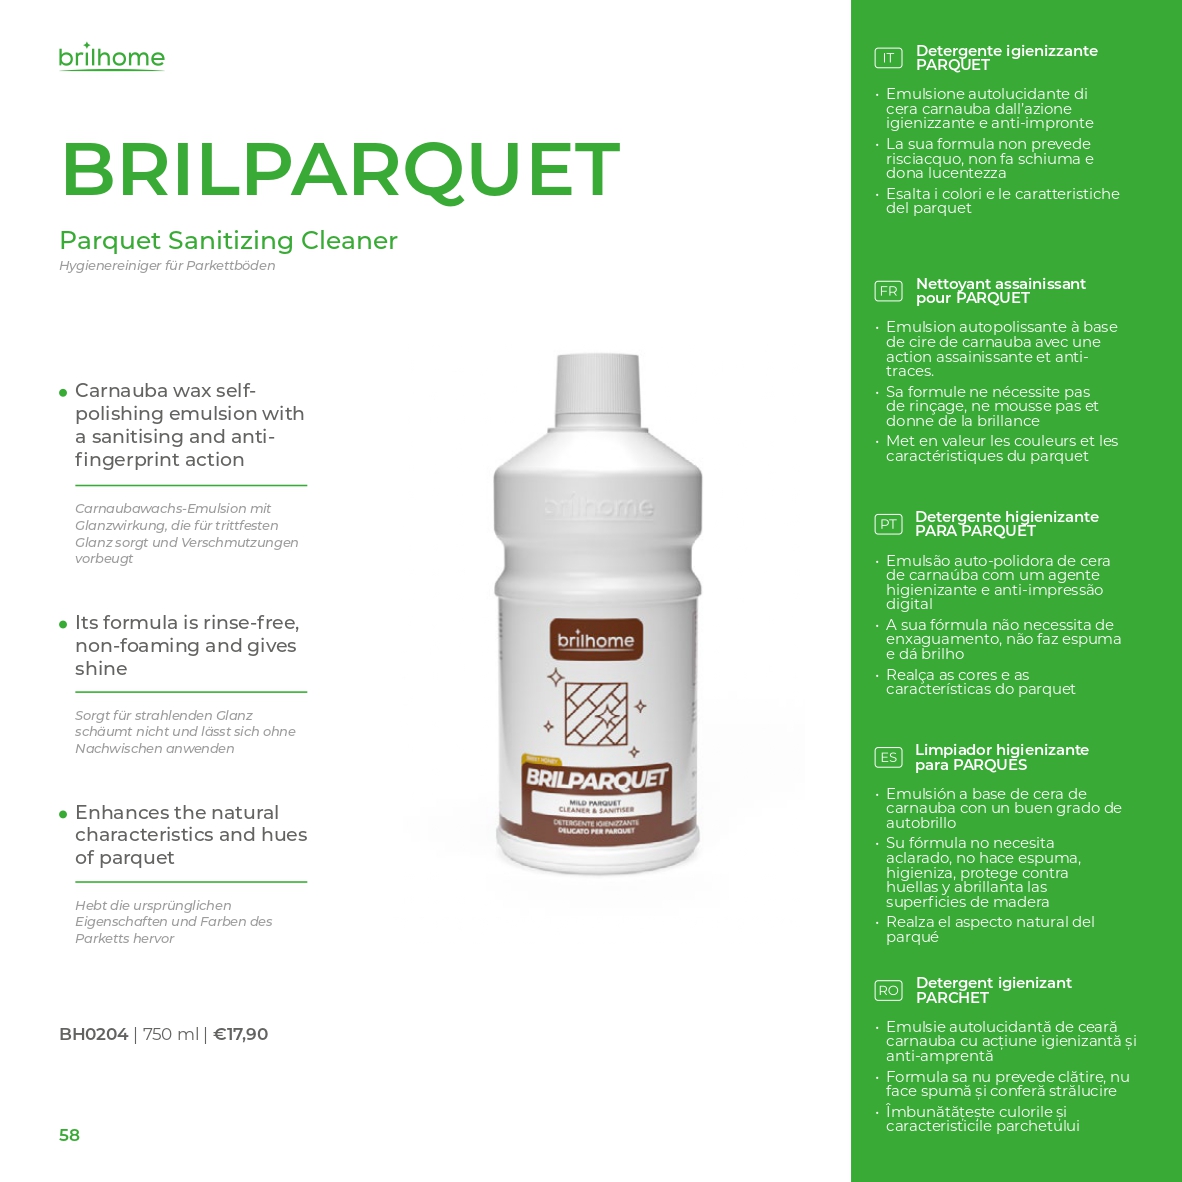 brilhome
BRILPARQUET
Parquet Sanitizing Cleaner
Hygienereiniger für Parkettböden
Carnauba wax self-
polishing emulsion with
a sanitising and anti-
fingerprint action
Carnaubawachs-Emulsion mit
Glanzwirkung, die für trittfesten
Glanz sorgt und Verschmutzungen
vorbeugt
Its formula is rinse-free,
non-foaming and gives
shine
Sorgt für strahlenden Glanz
schäumt nicht und lässt sich ohne
Nachwischen anwenden
Enhances the natural
characteristics and hues
of parquet
Hebt die ursprünglichen
Eigenschaften und Farben des
Parketts hervor
BH0204 | 750 ml | €17,90
58
brilhome
brilhome
BRILPARQUET
MILD PARQUET
CLEANER & SANITISER
DETERGENTE IGIENIZZANTE
DELICATO PER PARQUET
IT
Detergente igienizzante
PARQUET
• Emulsione autolucidante di
cera carnauba dall'azione
igienizzante e anti-impronte
• La sua formula non prevede
risciacquo, non fa schiuma e
dona lucentezza
• Esalta i colori e le caratteristiche
del parquet
FR
Nettoyant assainissant
pour PARQUET
• Emulsion autopolissante à base
de cire de carnauba avec une
action assainissante et anti-
traces.
• Sa formule ne nécessite pas
de rinçage, ne mousse pas et
donne de la brillance
• Met en valeur les couleurs et les
caractéristiques du parquet
PT
Detergente higienizante
PARA PARQUET
• Emulsão auto-polidora de cera
de carnaúba com um agente
higienizante e anti-impressão
digital
• A sua fórmula não necessita de
enxaguamento, não faz espuma
e dá brilho
• Realça as cores e as
características do parquet
ES
Limpiador higienizante
para PARQUES
• Emulsión a base de cera de
carnauba con un buen grado de
autobrillo
• Su fórmula no necesita
aclarado, no hace espuma,
higieniza, protege contra
huellas y abrillanta las
superficies de madera
• Realza el aspecto natural del
parqué
RO
Detergent igienizant
PARCHET
• Emulsie autolucidantă de ceară
carnauba cu acțiune igienizantă și
anti-amprentă
• Formula sa nu prevede clătire, nu
face spumă și conferă strălucire
• Îmbunătățește culorile și
caracteristicile parchetului